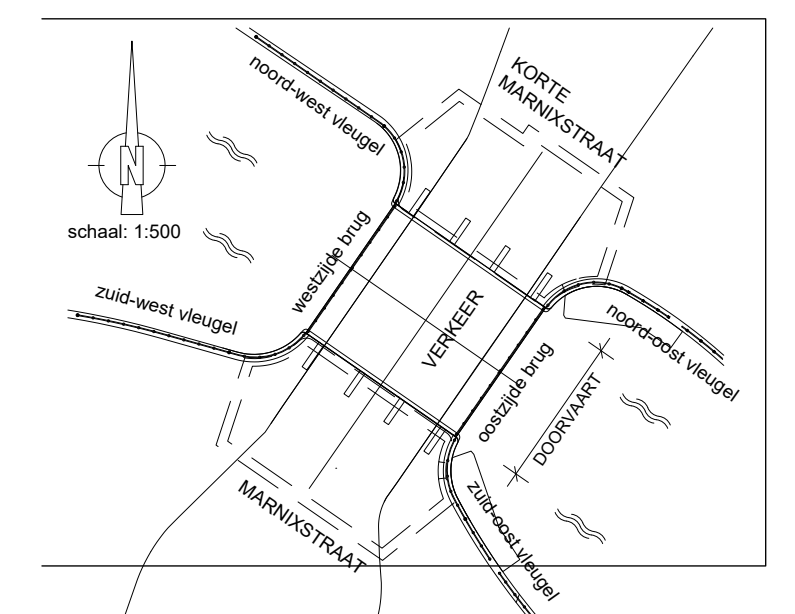 KORTE
MARNIXSTRAAT
noord-west vleugel
N
schaal: 1:500
westzijde brug
zuid-west vleugel
VERKEER
noord-oost vleugel
oostzijde brug
DOORVAART
MARNIXSTRAAT
zuid-oost vleugel